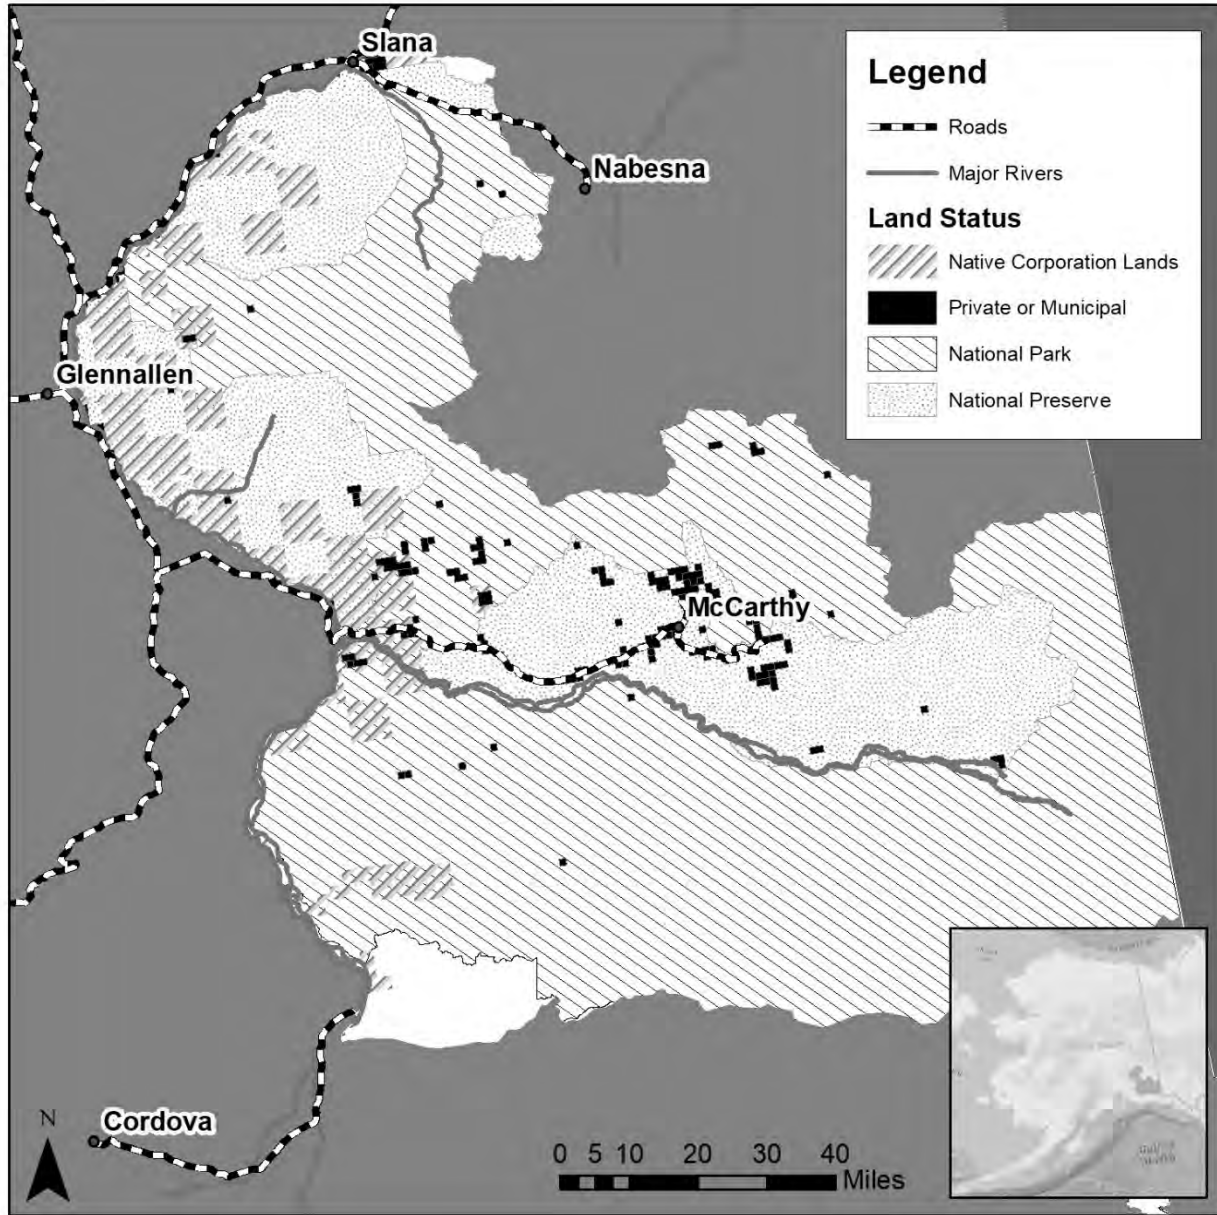 Slana
Nabesna
Glennallen
McCarthy
Cordova
Legend
Roads
Major Rivers
Land Status
Native Corporation Lands
Private or Municipal
National Park
National Preserve
N
0 5 10 20 30 40
Miles